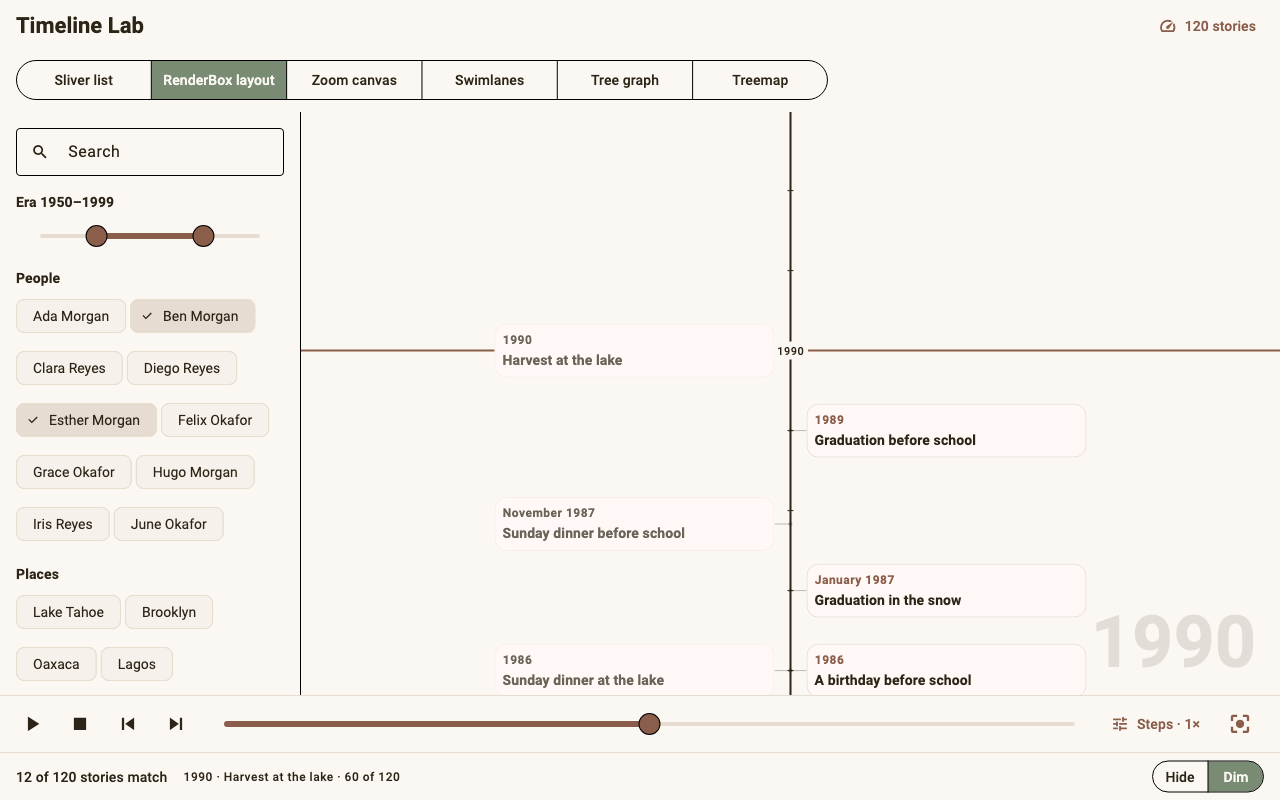 Timeline Lab
120 stories
Sliver list
RenderBox layout
Zoom canvas
Swimlanes
Tree graph
Treemap
Search
Era 1950–1999
People
Ada Morgan
Ben Morgan
Clara Reyes
Diego Reyes
Esther Morgan
Felix Okafor
Grace Okafor
Hugo Morgan
Iris Reyes
June Okafor
Places
Lake Tahoe
Brooklyn
Oaxaca
Lagos
1990
Harvest at the lake
1990
1989
Graduation before school
November 1987
Sunday dinner before school
January 1987
Graduation in the snow
1986
Sunday dinner at the lake
1986
A birthday before school
1990
Steps · 1×
12 of 120 stories match
1990 · Harvest at the lake · 60 of 120
Hide
Dim